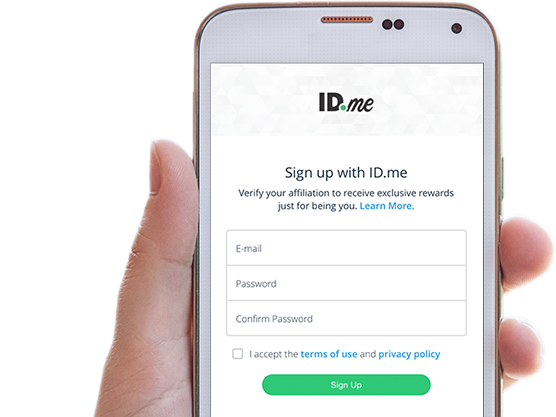 ID.me
Sign up with ID.me
Verify your affiliation to receive exclusive rewards
just for being you. Learn More.
E-mail
Password
Confirm Password
I accept the terms of use and privacy policy
Sign Up